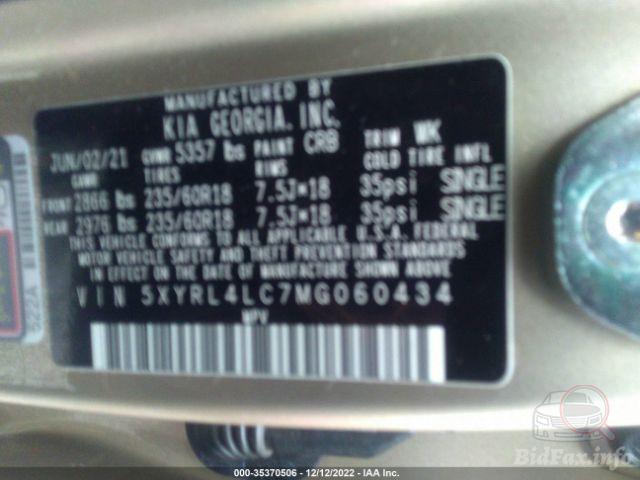 MANUFACTURED BY
KIA GEORGIA. INC.
JUN/02/21 GVWR 5357 lbs PAINT CRB TRIM WK
GAWR TIRES RIMS COLD TIRE INFL
FRONT 2866 lbs 235/60R18 7.5J×18 35psi SINGLE
REAR 2976 lbs 235/60R18 7.5J×18 35psi SINGLE
THIS VEHICLE CONFORMS TO ALL APPLICABLE U.S.A. FEDERAL
MOTOR VEHICLE SAFETY AND THEFT PREVENTION STANDARDS
IN EFFECT ON THE DATE OF MANUFACTURE SHOWN ABOVE.
VIN 5XYRL4LC7MG060434
MPV
522A
BidFax.info
000-35370506 - 12/12/2022 - IAA Inc.